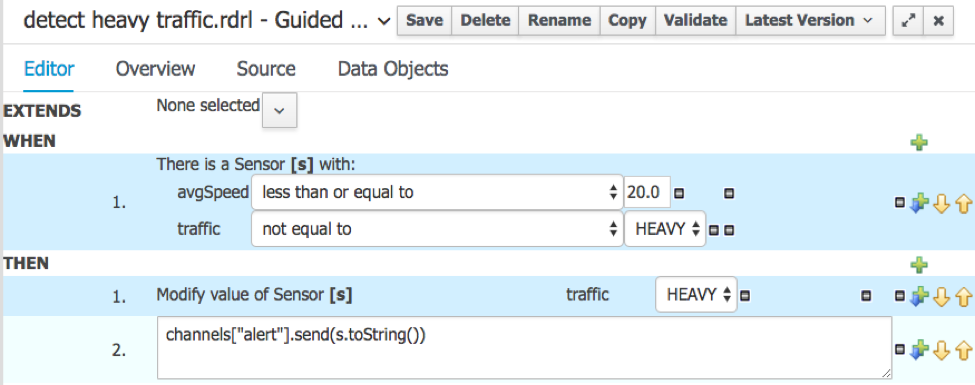 detect heavy traffic.rdrl - Guided ... Save Delete Rename Copy Validate Latest Version
Editor Overview Source Data Objects
EXTENDS None selected
WHEN
There is a Sensor [s] with:
1. avgSpeed less than or equal to 20.0
traffic not equal to HEAVY
THEN
1. Modify value of Sensor [s] traffic HEAVY
2. channels["alert"].send(s.toString())